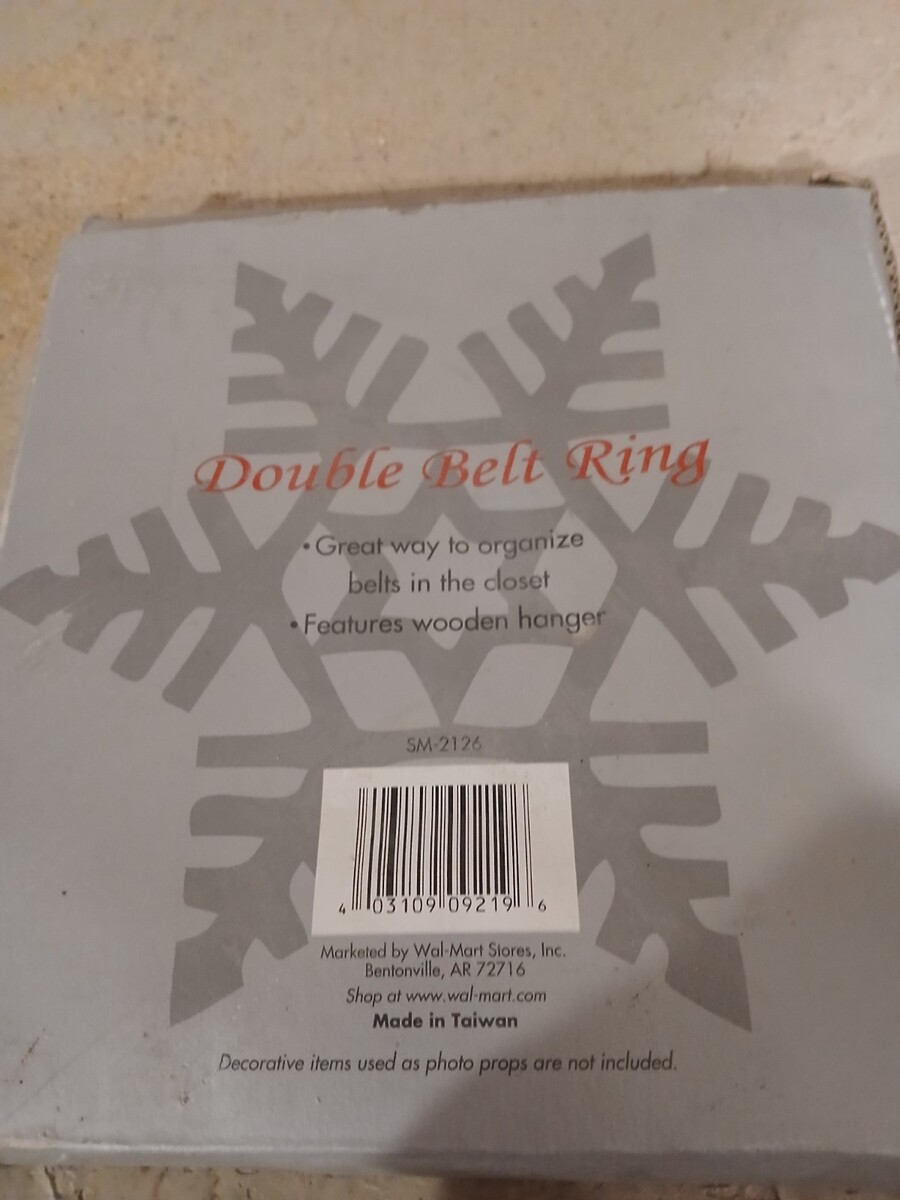 Double Belt Ring
• Great way to organize
belts in the closet
• Features wooden hanger
SM-2126
4 03109 09219 6
Marketed by Wal-Mart Stores, Inc.
Bentonville, AR 72716
Shop at www.wal-mart.com
Made in Taiwan
Decorative items used as photo props are not included.